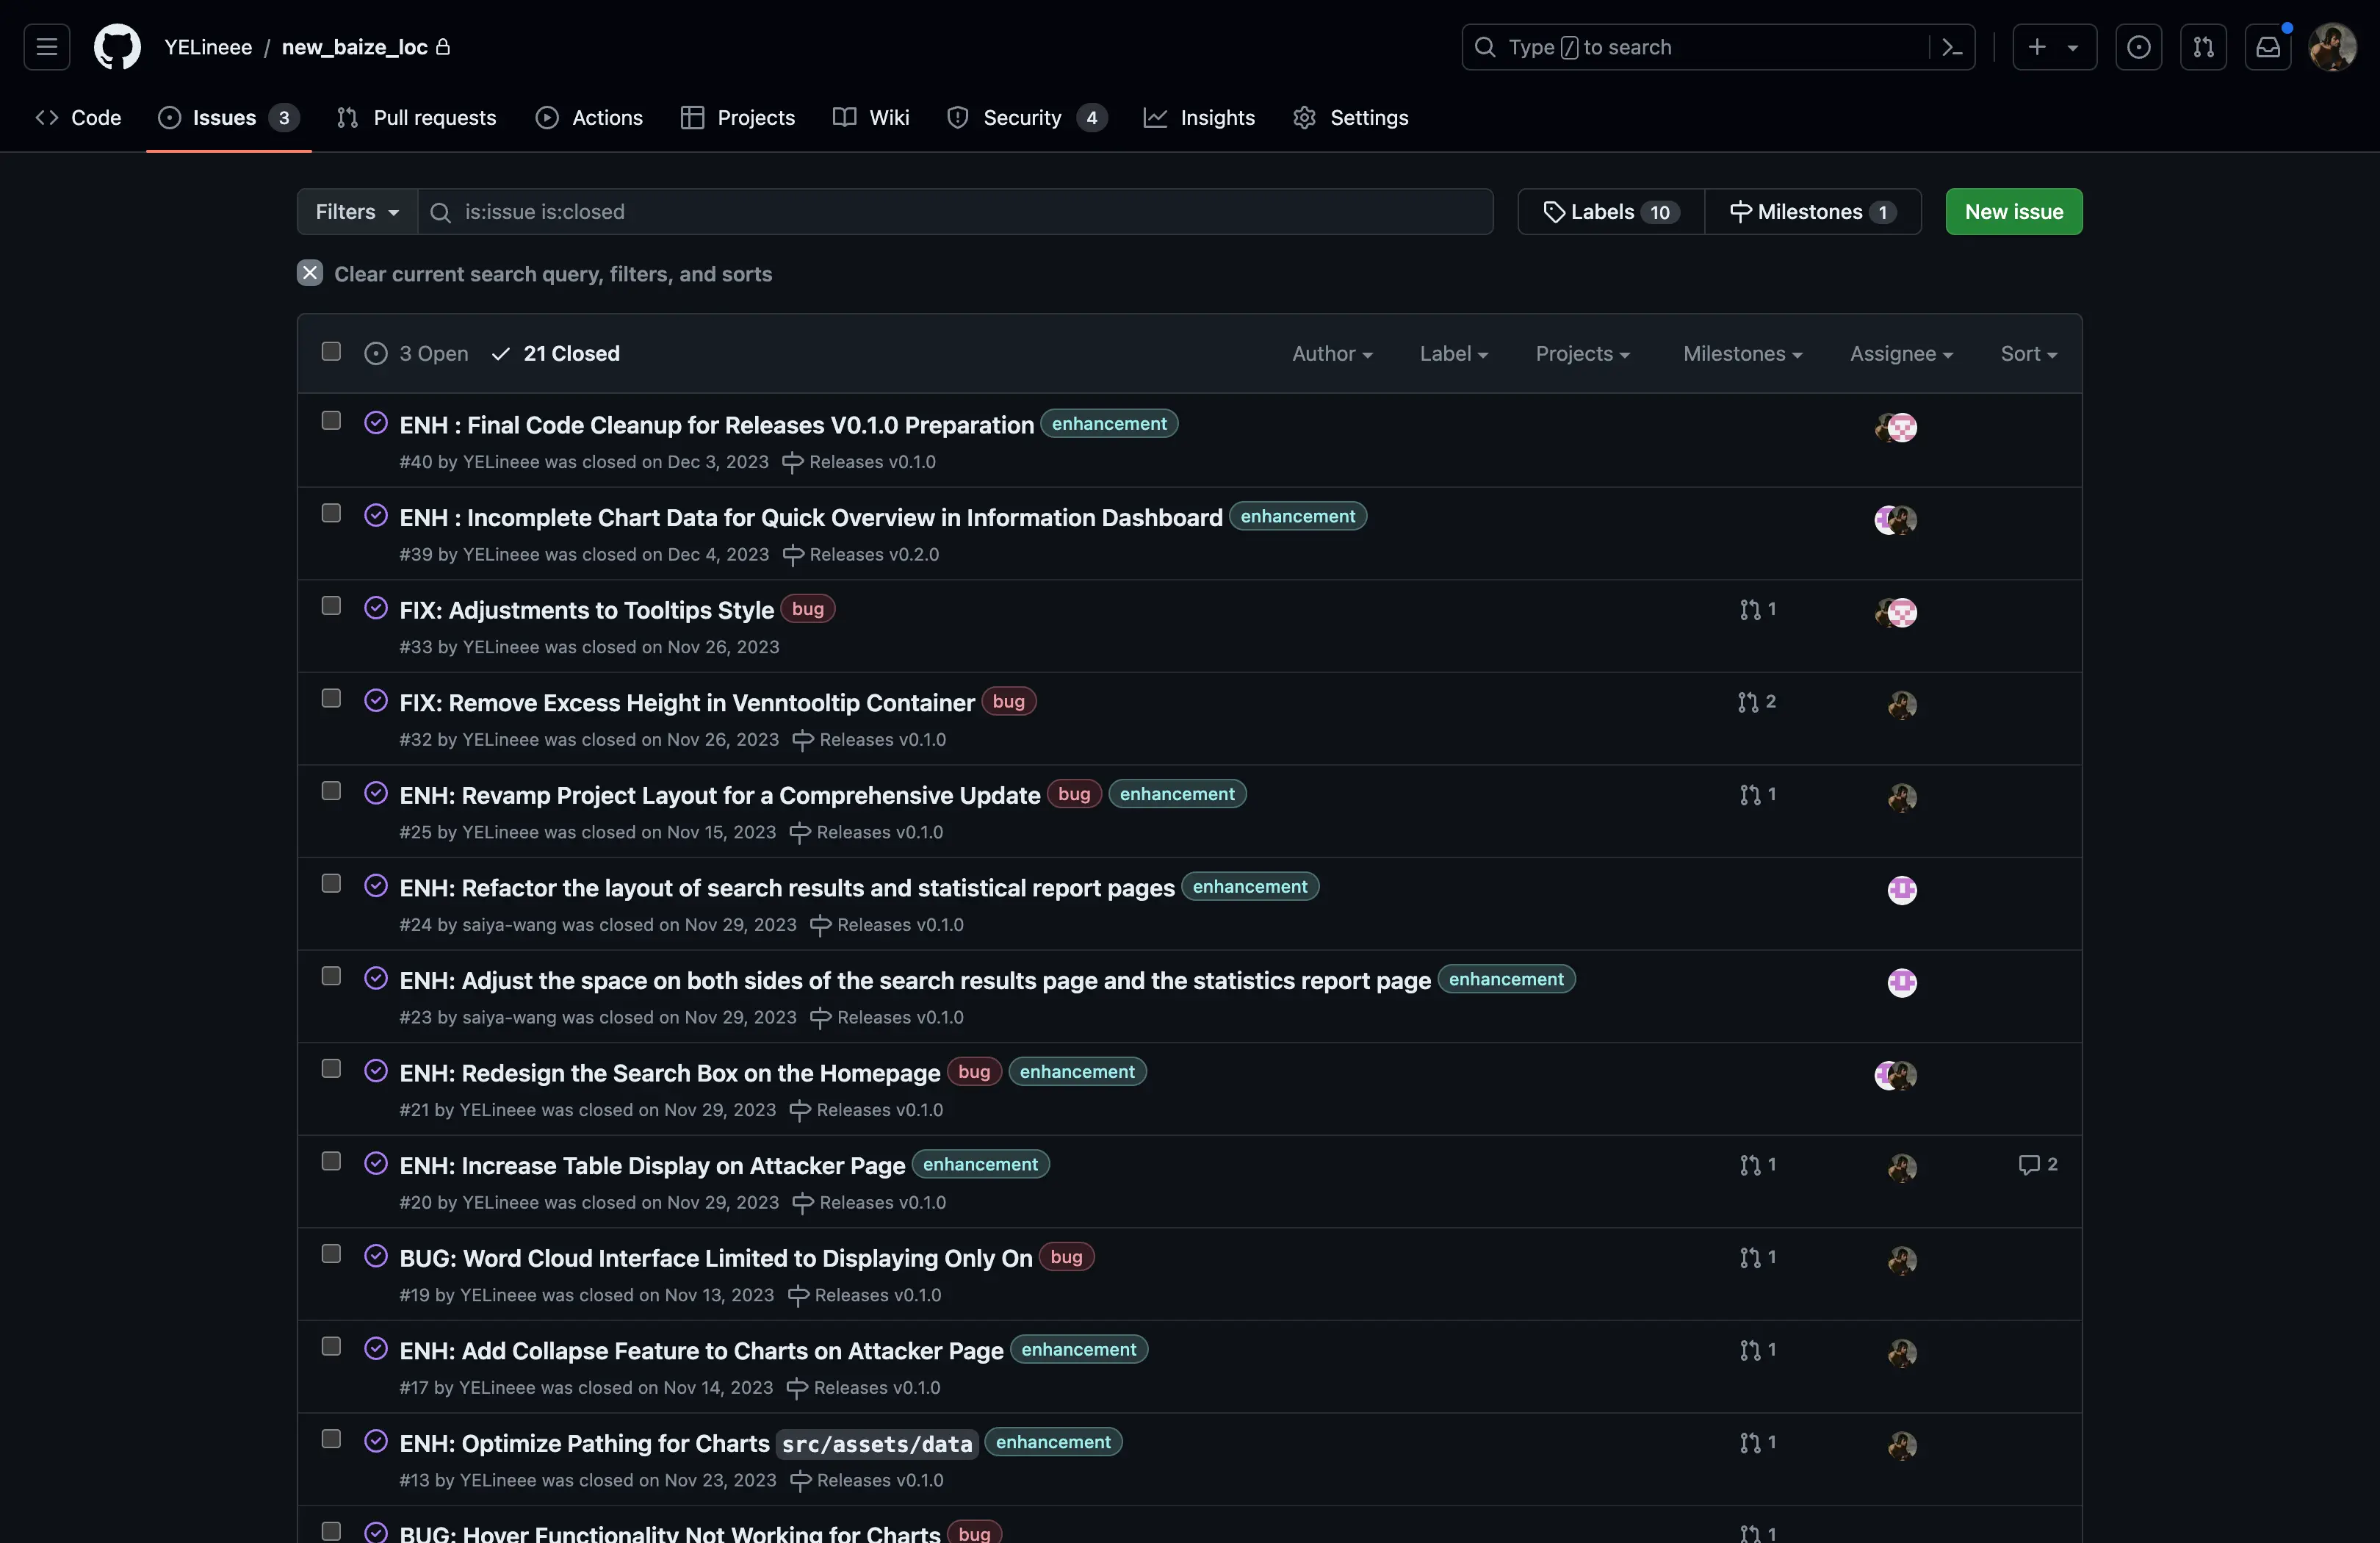 YELineee / new_baize_loc
Type / to search
Code
Issues 3
Pull requests
Actions
Projects
Wiki
Security 4
Insights
Settings
Filters
is:issue is:closed
Labels 10
Milestones 1
New issue
Clear current search query, filters, and sorts
3 Open
21 Closed
Author
Label
Projects
Milestones
Assignee
Sort
ENH : Final Code Cleanup for Releases V0.1.0 Preparation enhancement
#40 by YELineee was closed on Dec 3, 2023 Releases v0.1.0
ENH : Incomplete Chart Data for Quick Overview in Information Dashboard enhancement
#39 by YELineee was closed on Dec 4, 2023 Releases v0.2.0
FIX: Adjustments to Tooltips Style bug 1
#33 by YELineee was closed on Nov 26, 2023
FIX: Remove Excess Height in Venntooltip Container bug 2
#32 by YELineee was closed on Nov 26, 2023 Releases v0.1.0
ENH: Revamp Project Layout for a Comprehensive Update bug enhancement 1
#25 by YELineee was closed on Nov 15, 2023 Releases v0.1.0
ENH: Refactor the layout of search results and statistical report pages enhancement
#24 by saiya-wang was closed on Nov 29, 2023 Releases v0.1.0
ENH: Adjust the space on both sides of the search results page and the statistics report page enhancement
#23 by saiya-wang was closed on Nov 29, 2023 Releases v0.1.0
ENH: Redesign the Search Box on the Homepage bug enhancement
#21 by YELineee was closed on Nov 29, 2023 Releases v0.1.0
ENH: Increase Table Display on Attacker Page enhancement 1 2
#20 by YELineee was closed on Nov 29, 2023 Releases v0.1.0
BUG: Word Cloud Interface Limited to Displaying Only On bug 1
#19 by YELineee was closed on Nov 13, 2023 Releases v0.1.0
ENH: Add Collapse Feature to Charts on Attacker Page enhancement 1
#17 by YELineee was closed on Nov 14, 2023 Releases v0.1.0
ENH: Optimize Pathing for Charts src/assets/data enhancement 1
#13 by YELineee was closed on Nov 23, 2023 Releases v0.1.0
BUG: Hover Functionality Not Working for Charts bug 1